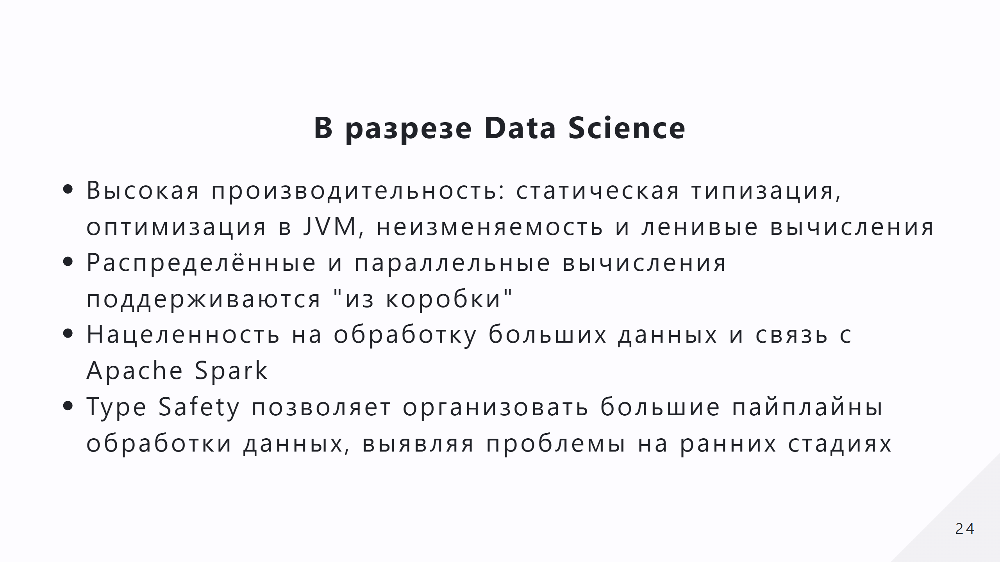 В разрезе Data Science
• Высокая производительность: статическая типизация,
оптимизация в JVM, неизменяемость и ленивые вычисления
• Распределённые и параллельные вычисления
поддерживаются "из коробки"
• Нацеленность на обработку больших данных и связь с
Apache Spark
• Type Safety позволяет организовать большие пайплайны
обработки данных, выявляя проблемы на ранних стадиях
24